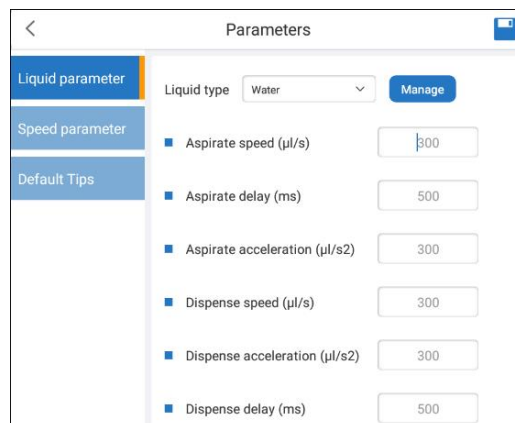 Parameters
Liquid parameter
Speed parameter
Default Tips
Liquid type Water Manage
Aspirate speed (µl/s) 300
Aspirate delay (ms) 500
Aspirate acceleration (µl/s2) 300
Dispense speed (µl/s) 300
Dispense acceleration (µl/s2) 300
Dispense delay (ms) 500